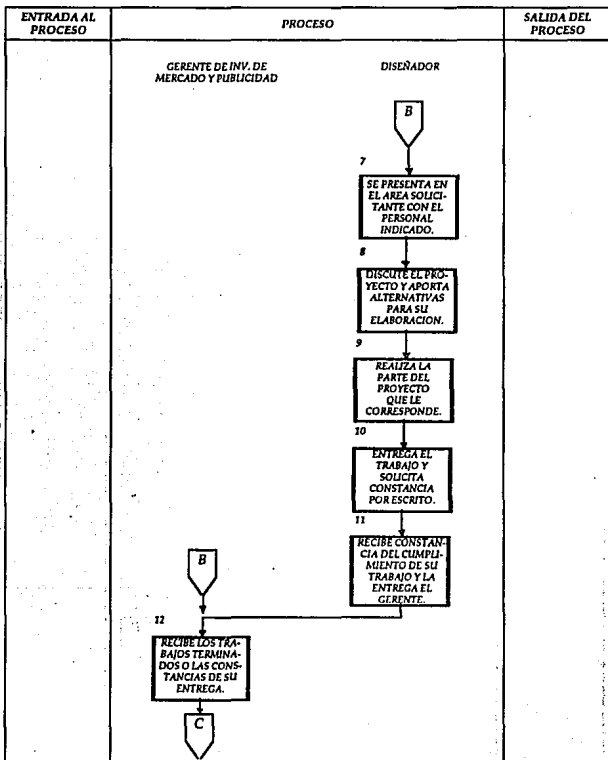 ENTRADA AL
PROCESO
PROCESO
SALIDA DEL
PROCESO
GERENTE DE INV. DE
MERCADO Y PUBLICIDAD
DISEÑADOR
B
7
SE PRESENTA EN
EL AREA SOLICI-
TANTE CON EL
PERSONAL
INDICADO.
8
DISCUTE EL PRO-
YECTO Y APORTA
ALTERNATIVAS
PARA SU
ELABORACION.
9
REALIZA LA
PARTE DEL
PROYECTO
QUE LE
CORRESPONDE.
10
ENTREGA EL
TRABAJO Y
SOLICITA
CONSTANCIA
POR ESCRITO.
11
RECIBE CONSTAN-
CIA DEL CUMPLI-
MIENTO DE SU
TRABAJO Y LA
ENTREGA EL
GERENTE.
B
12
RECIBE LOS TRA-
BAJOS TERMINA-
DOS O LAS CONS-
TANCIAS DE SU
ENTREGA.
C